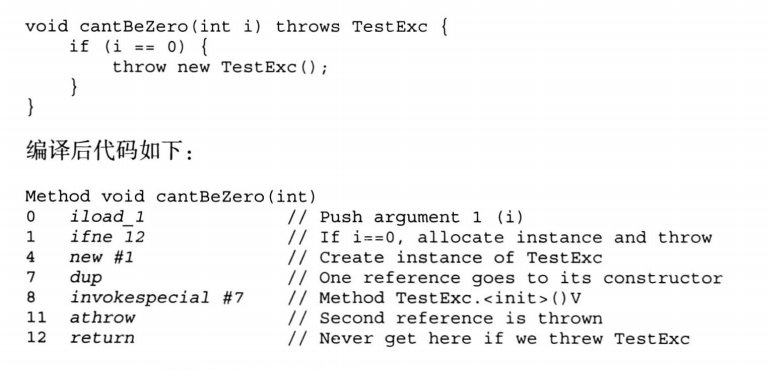 void cantBeZero(int i) throws TestExc {
    if (i == 0) {
        throw new TestExc();
    }
}
编译后代码如下：
Method void cantBeZero(int)
0   iload_1             // Push argument 1 (i)
1   ifne 12             // If i==0, allocate instance and throw
4   new #1              // Create instance of TestExc
7   dup                 // One reference goes to its constructor
8   invokespecial #7    // Method TestExc.<init>()V
11  athrow              // Second reference is thrown
12  return              // Never get here if we threw TestExc